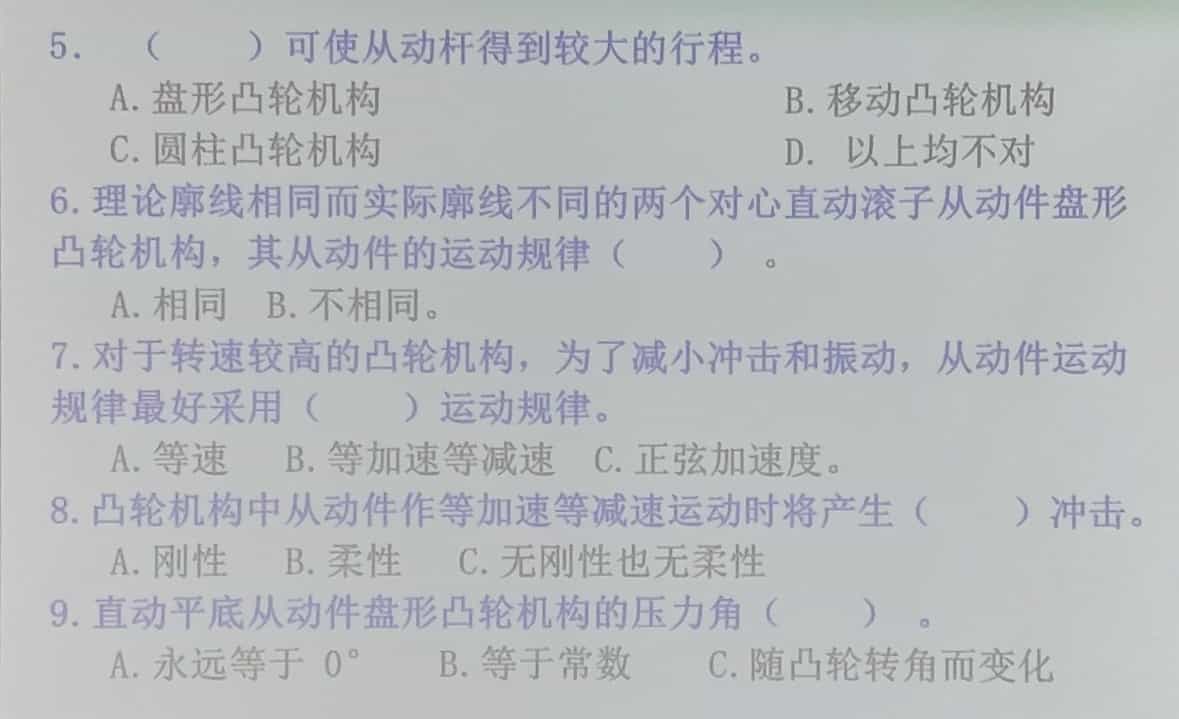 5. （ ）可使从动杆得到较大的行程。
A. 盘形凸轮机构 B. 移动凸轮机构
C. 圆柱凸轮机构 D. 以上均不对
6. 理论廓线相同而实际廓线不同的两个对心直动滚子从动件盘形
凸轮机构，其从动件的运动规律（ ） 。
A. 相同 B. 不相同。
7. 对于转速较高的凸轮机构，为了减小冲击和振动，从动件运动
规律最好采用（ ）运动规律。
A. 等速 B. 等加速等减速 C. 正弦加速度。
8. 凸轮机构中从动件作等加速等减速运动时将产生（ ）冲击。
A. 刚性 B. 柔性 C. 无刚性也无柔性
9. 直动平底从动件盘形凸轮机构的压力角（ ） 。
A. 永远等于 0° B. 等于常数 C. 随凸轮转角而变化